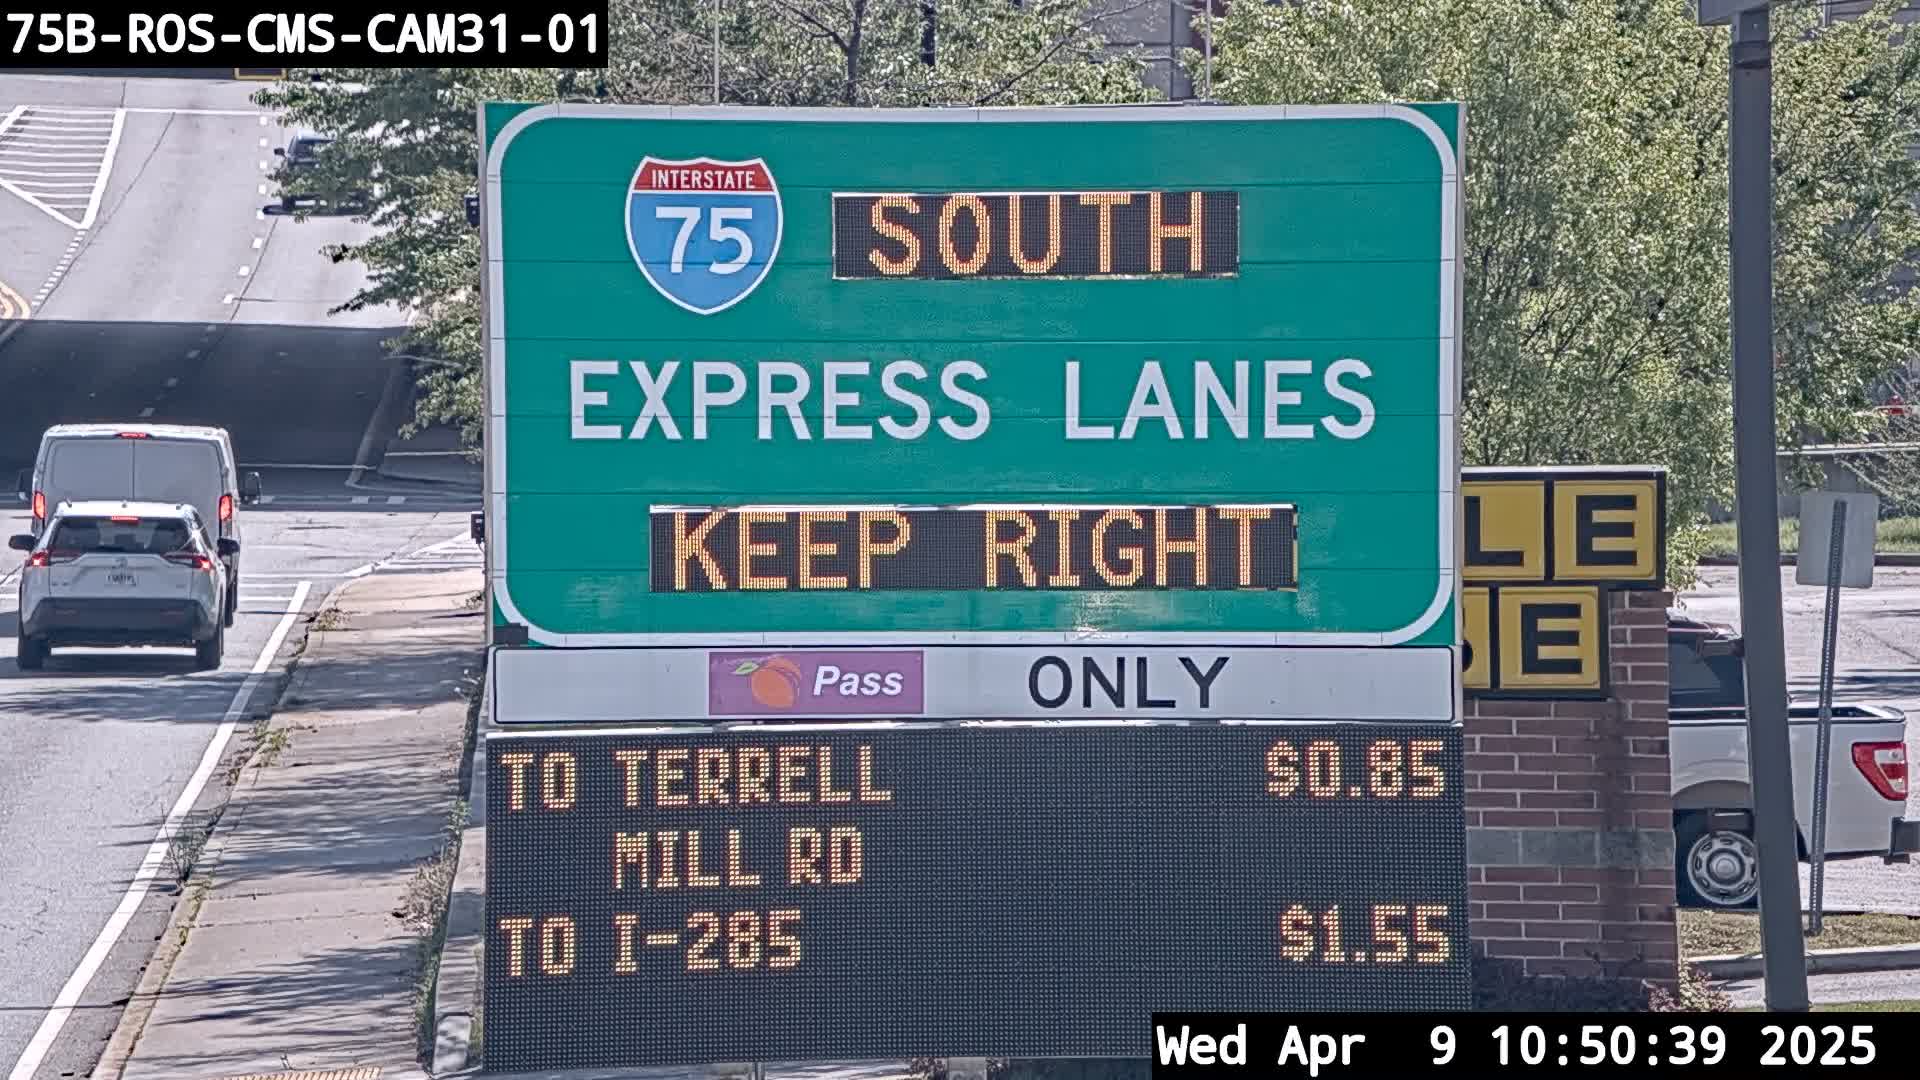 75B-ROS-CMS-CAM31-01
INTERSTATE
75
SOUTH
EXPRESS LANES
KEEP RIGHT
Pass ONLY
TO TERRELL $0.85
MILL RD
TO I-285 $1.55
LE
E
Wed Apr 9 10:50:39 2025